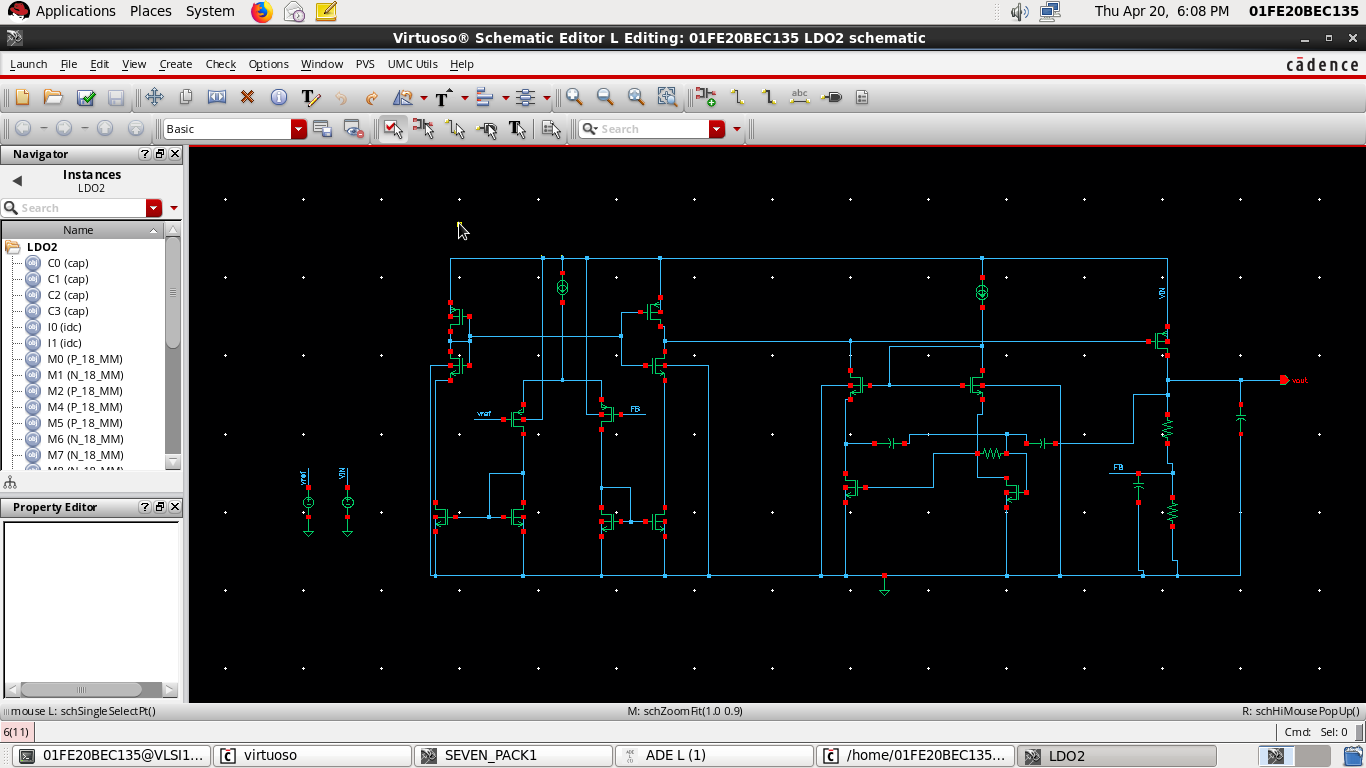 Applications Places System Thu Apr 20, 6:08 PM 01FE20BEC135
Virtuoso® Schematic Editor L Editing: 01FE20BEC135 LDO2 schematic
Launch File Edit View Create Check Options Window PVS UMC Utils Help cādence
abc
Basic Search
Navigator ?
Instances
LDO2
Search
Name
LDO2
C0 (cap)
C1 (cap)
C2 (cap)
C3 (cap)
I0 (idc)
I1 (idc)
M0 (P_18_MM)
M1 (N_18_MM)
M2 (P_18_MM)
M4 (P_18_MM)
M5 (P_18_MM)
M6 (N_18_MM)
M7 (N_18_MM)
Property Editor ?
VIN
vout
vref
FB
FB
vref
VIN
mouse L: schSingleSelectPt() M: schZoomFit(1.0 0.9) R: schHiMousePopUp()
6(11) Cmd: Sel: 0
01FE20BEC135@VLSI1... virtuoso SEVEN_PACK1 ADE L (1) /home/01FE20BEC135... LDO2